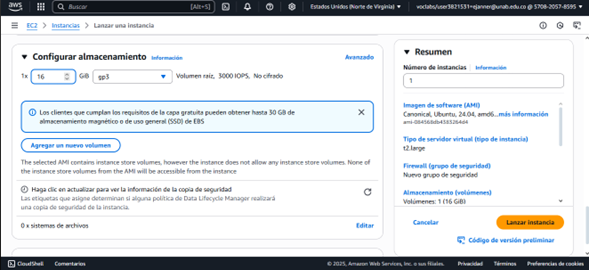 aws
Buscar [Alt+S] Estados Unidos (Norte de Virginia) voclabs/user3821331=ejanner@unab.edu.co @ 5708-2057-8595
EC2 > Instancias > Lanzar una instancia
Configurar almacenamiento Información Avanzado
1x 16 GiB gp3 Volumen raíz, 3000 IOPS, No cifrado
Los clientes que cumplan los requisitos de la capa gratuita pueden obtener hasta 30 GB de
almacenamiento magnético o de uso general (SSD) de EBS
Agregar un nuevo volumen
The selected AMI contains instance store volumes, however the instance does not allow any instance store volumes. None of
the instance store volumes from the AMI will be accessible from the instance
Haga clic en actualizar para ver la información de la copia de seguridad
Las etiquetas que asigne determinan si alguna política de Data Lifecycle Manager realizará
una copia de seguridad de la instancia.
0 x sistemas de archivos Editar
Resumen
Número de instancias Información
1
Imagen de software (AMI)
Canonical, Ubuntu, 24.04, amd6...más información
Tipo de servidor virtual (tipo de instancia)
t2.large
Firewall (grupo de seguridad)
Nuevo grupo de seguridad
Almacenamiento (volúmenes)
Volúmenes: 1 (16 GiB)
Cancelar Lanzar instancia
Código de versión preliminar
CloudShell Comentarios © 2025, Amazon Web Services, Inc. o sus filiales. Privacidad Términos Preferencias de cookies